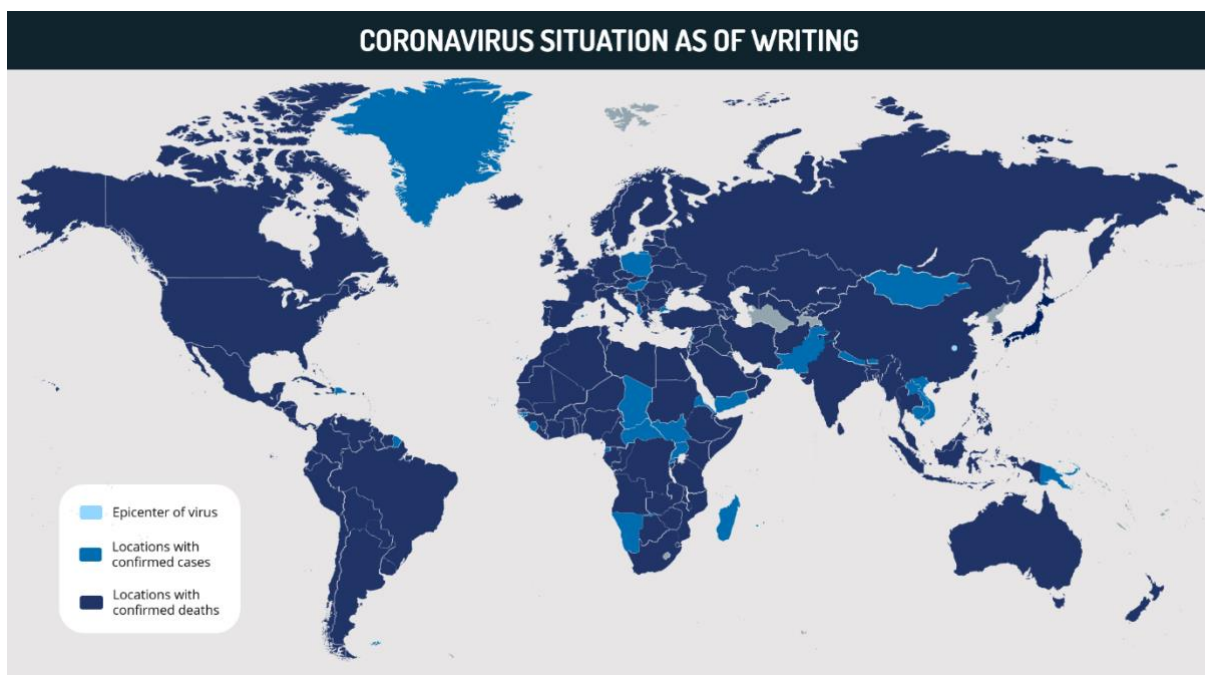 CORONAVIRUS SITUATION AS OF WRITING
Epicenter of virus
Locations with
confirmed cases
Locations with
confirmed deaths